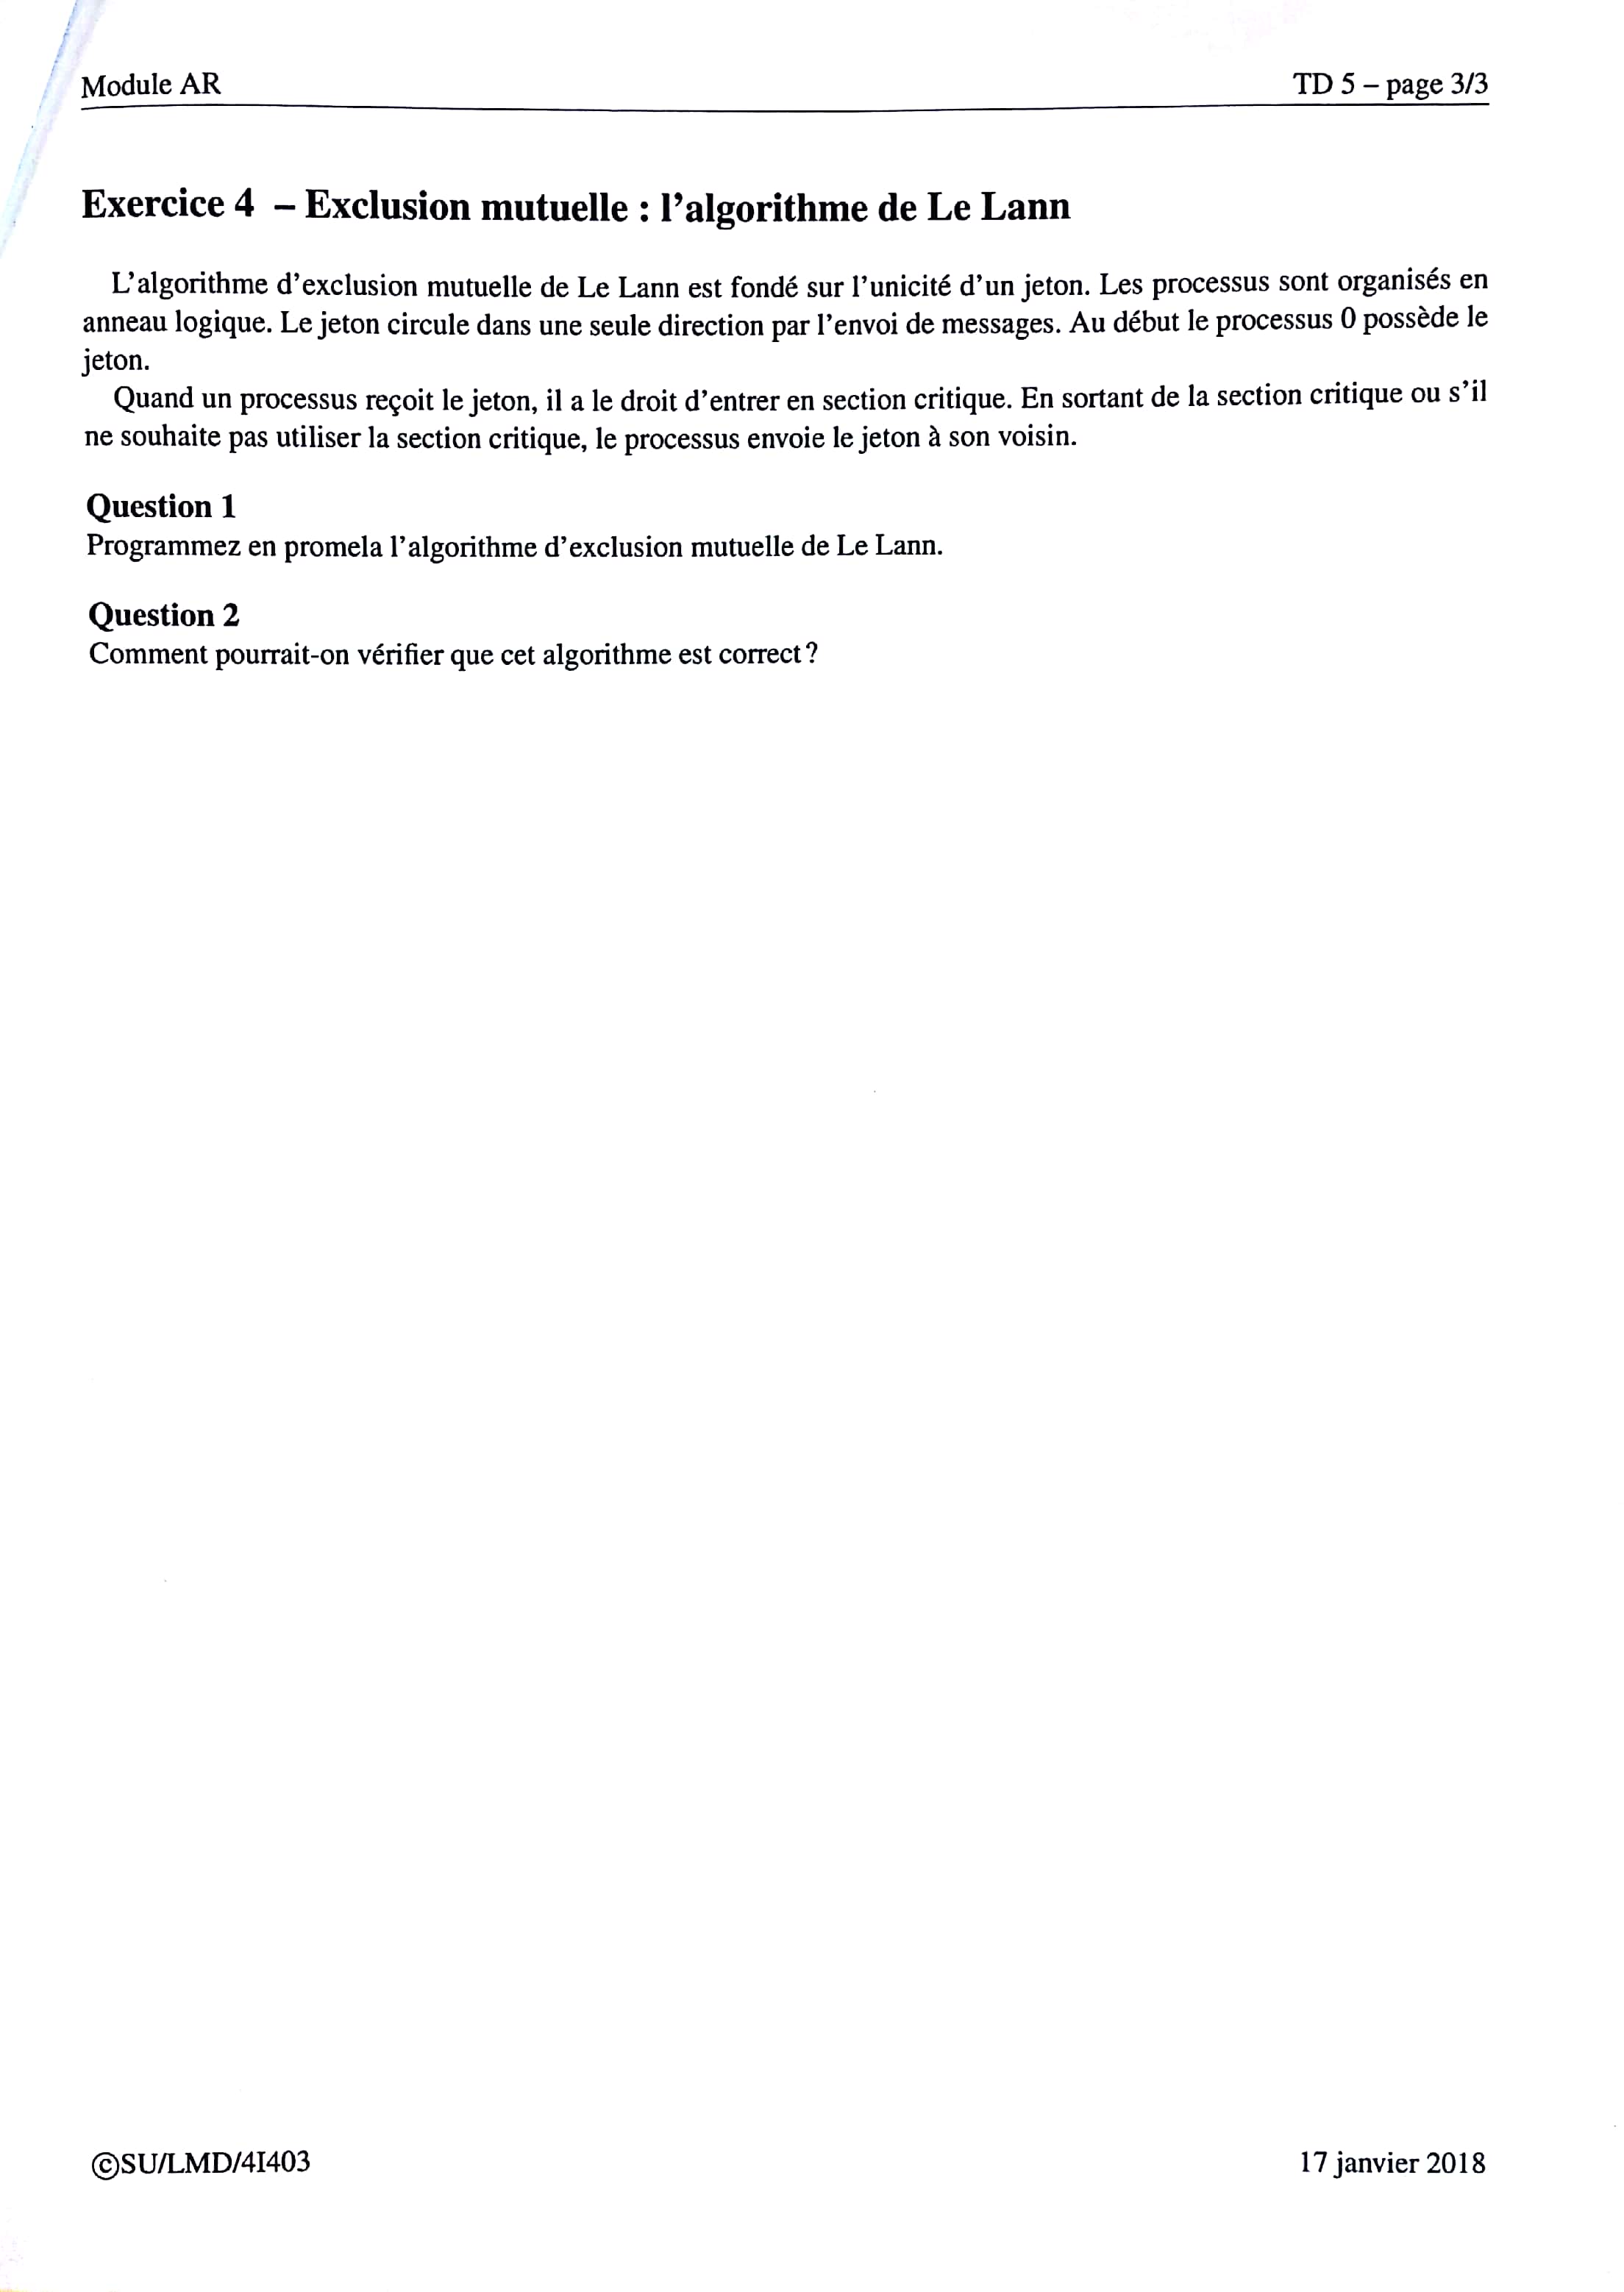 Module AR
TD 5 – page 3/3
Exercice 4 – Exclusion mutuelle : l'algorithme de Le Lann
L'algorithme d'exclusion mutuelle de Le Lann est fondé sur l'unicité d'un jeton. Les processus sont organisés en
anneau logique. Le jeton circule dans une seule direction par l'envoi de messages. Au début le processus 0 possède le
jeton.
Quand un processus reçoit le jeton, il a le droit d'entrer en section critique. En sortant de la section critique ou s'il
ne souhaite pas utiliser la section critique, le processus envoie le jeton à son voisin.
Question 1
Programmez en promela l'algorithme d'exclusion mutuelle de Le Lann.
Question 2
Comment pourrait-on vérifier que cet algorithme est correct ?
©SU/LMD/4I403
17 janvier 2018